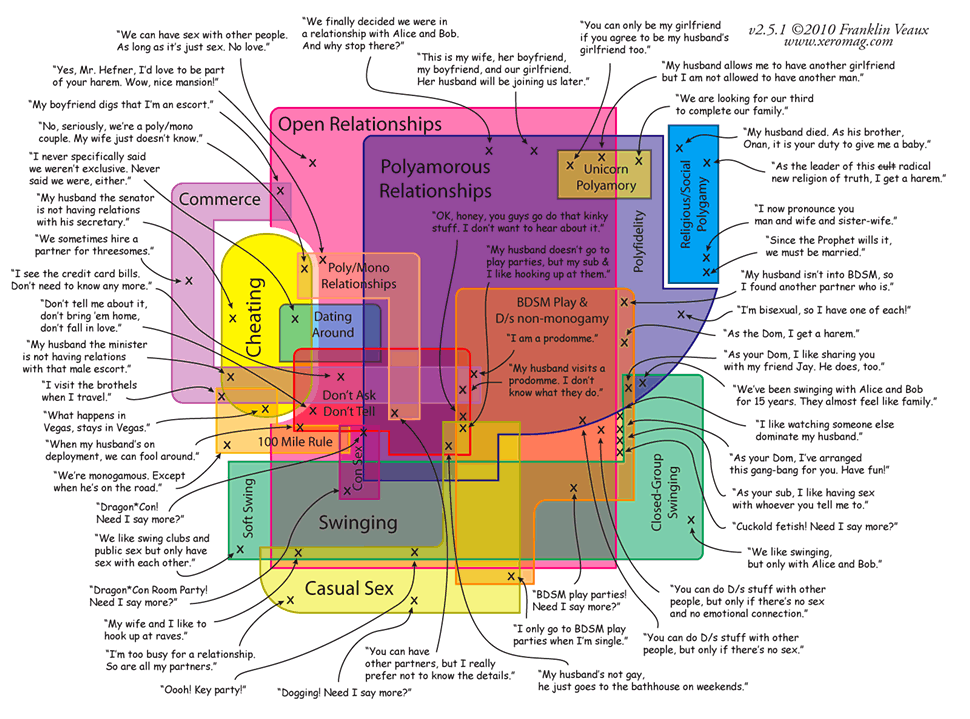 "We can have sex with other people.
As long as it's just sex. No love."
"We finally decided we were in
a relationship with Alice and Bob.
And why stop there?"
"You can only be my girlfriend
if you agree to be my husband's
girlfriend too."
v2.5.1 ©2010 Franklin Veaux
www.xeromag.com
"Yes, Mr. Hefner, I'd love to be part
of your harem. Wow, nice mansion!"
"This is my wife, her boyfriend,
my boyfriend, and our girlfriend.
Her husband will be joining us later."
"My husband allows me to have another girlfriend
but I am not allowed to have another man."
"My boyfriend digs that I'm an escort."
"We are looking for our third
to complete our family."
"No, seriously, we're a poly/mono
couple. My wife just doesn't know."
"I never specifically said
we weren't exclusive. Never
said we were, either."
"My husband the senator
is not having relations
with his secretary."
"We sometimes hire a
partner for threesomes."
"I see the credit card bills.
Don't need to know any more."
"Don't tell me about it,
don't bring 'em home,
don't fall in love."
"My husband the minister
is not having relations
with that male escort."
"I visit the brothels
when I travel."
"What happens in
Vegas, stays in Vegas."
"When my husband's on
deployment, we can fool around."
"We're monogamous. Except
when he's on the road."
"Dragon*Con!
Need I say more?"
"We like swing clubs and
public sex but only have
sex with each other."
"Dragon*Con Room Party!
Need I say more?"
"My wife and I like to
hook up at raves."
"I'm too busy for a relationship.
So are all my partners."
"Oooh! Key party!"
Open Relationships
Polyamorous
Relationships
Unicorn
Polyamory
Religious/Social
Polygamy
Polyfidelity
Commerce
Cheating
Poly/Mono
Relationships
Dating
Around
"OK, honey, you guys go do that kinky
stuff. I don't want to hear about it."
"My husband doesn't go to
play parties, but my sub &
I like hooking up at them."
BDSM Play &
D/s non-monogamy
"I am a prodomme."
"My husband visits a
prodomme. I don't
know what they do."
Don't Ask
Don't Tell
100 Mile Rule
Con Sex
Soft Swing
Swinging
Closed-Group
Swinging
Casual Sex
"My husband died. As his brother,
Onan, it is your duty to give me a baby."
"As the leader of this cult radical
new religion of truth, I get a harem."
"I now pronounce you
man and wife and sister-wife."
"Since the Prophet wills it,
we must be married."
"My husband isn't into BDSM, so
I found another partner who is."
"I'm bisexual, so I have one of each!"
"As the Dom, I get a harem."
"As your Dom, I like sharing you
with my friend Jay. He does, too."
"We've been swinging with Alice and Bob
for 15 years. They almost feel like family."
"I like watching someone else
dominate my husband."
"As your Dom, I've arranged
this gang-bang for you. Have fun!"
"As your sub, I like having sex
with whoever you tell me to."
"Cuckold fetish! Need I say more?"
"We like swinging,
but only with Alice and Bob."
"You can do D/s stuff with other
people, but only if there's no sex
and no emotional connection."
"You can do D/s stuff with other
people, but only if there's no sex."
"BDSM play parties!
Need I say more?"
"I only go to BDSM play
parties when I'm single."
"My husband's not gay,
he just goes to the bathhouse on weekends."
"You can have
other partners, but I really
prefer not to know the details."
"Dogging! Need I say more?"